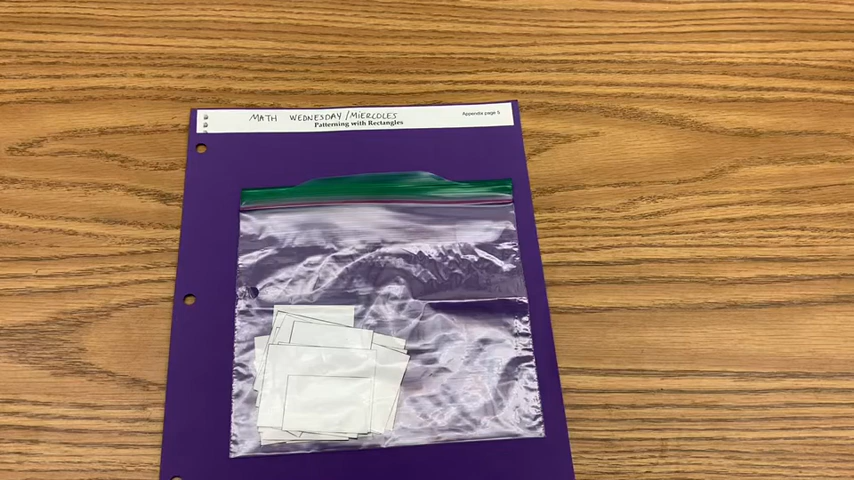 MATH WEDNESDAY/MIERCOLES
Appendix page 5
Patterning with Rectangles